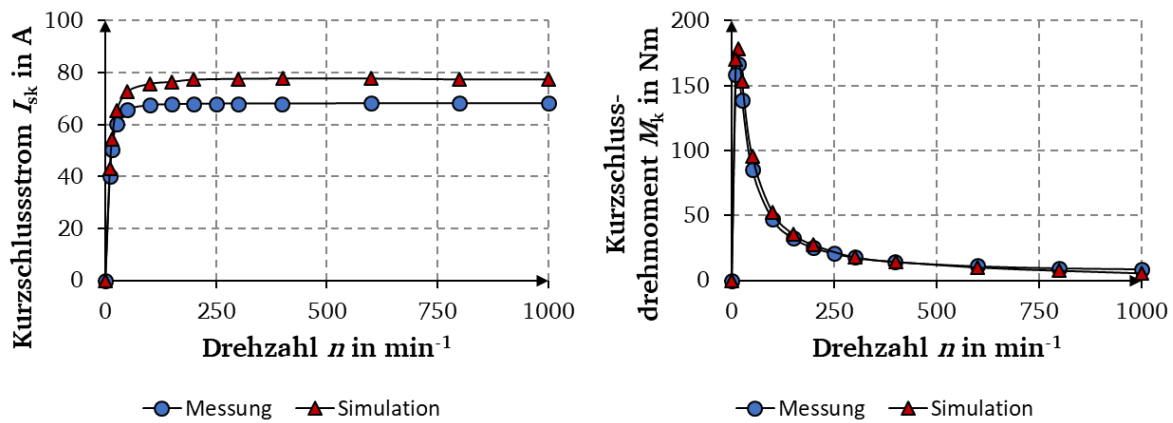 Kurzschlussstrom Isk in A
100
80
60
40
20
0
0 250 500 750 1000
Drehzahl n in min-1
Messung Simulation
Kurzschluss-
drehmoment Mk in Nm
200
150
100
50
0
0 250 500 750 1000
Drehzahl n in min-1
Messung Simulation